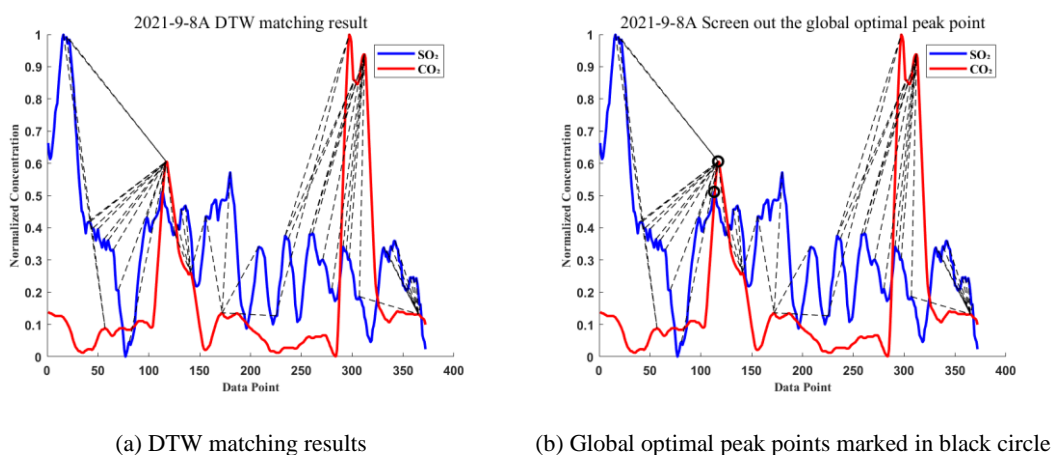 2021-9-8A DTW matching result
SO₂
CO₂
Normalized Concentration
1
0.9
0.8
0.7
0.6
0.5
0.4
0.3
0.2
0.1
0
0 50 100 150 200 250 300 350 400
Data Point
(a) DTW matching results
2021-9-8A Screen out the global optimal peak point
SO₂
CO₂
Normalized Concentration
1
0.9
0.8
0.7
0.6
0.5
0.4
0.3
0.2
0.1
0
0 50 100 150 200 250 300 350 400
Data Point
(b) Global optimal peak points marked in black circle